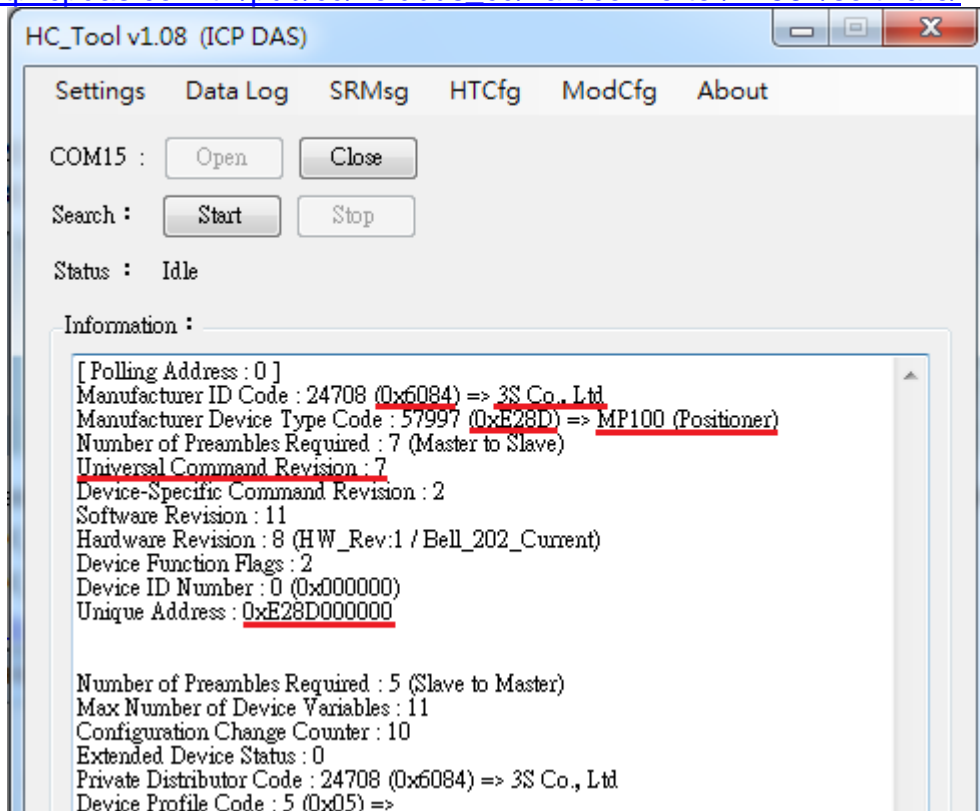 HC_Tool v1.08 (ICP DAS)
Settings Data Log SRMsg HTCfg ModCfg About
COM15 : Open Close
Search : Start Stop
Status : Idle
Information :
[ Polling Address : 0 ]
Manufacturer ID Code : 24708 (0x6084) => 3S Co., Ltd
Manufacturer Device Type Code : 57997 (0xE28D) => MP100 (Positioner)
Number of Preambles Required : 7 (Master to Slave)
Universal Command Revision : 7
Device-Specific Command Revision : 2
Software Revision : 11
Hardware Revision : 8 (HW_Rev:1 / Bell_202_Current)
Device Function Flags : 2
Device ID Number : 0 (0x000000)
Unique Address : 0xE28D000000
Number of Preambles Required : 5 (Slave to Master)
Max Number of Device Variables : 11
Configuration Change Counter : 10
Extended Device Status : 0
Private Distributor Code : 24708 (0x6084) => 3S Co., Ltd
Device Profile Code : 5 (0x05) =>